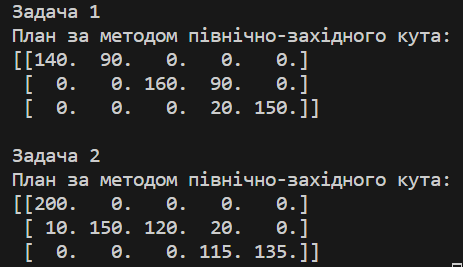 Задача 1
План за методом північно-західного кута:
[[140.  90.   0.   0.   0.]
 [  0.   0. 160.  90.   0.]
 [  0.   0.   0.  20. 150.]]
Задача 2
План за методом північно-західного кута:
[[200.   0.   0.   0.   0.]
 [ 10. 150. 120.  20.   0.]
 [  0.   0.   0. 115. 135.]]